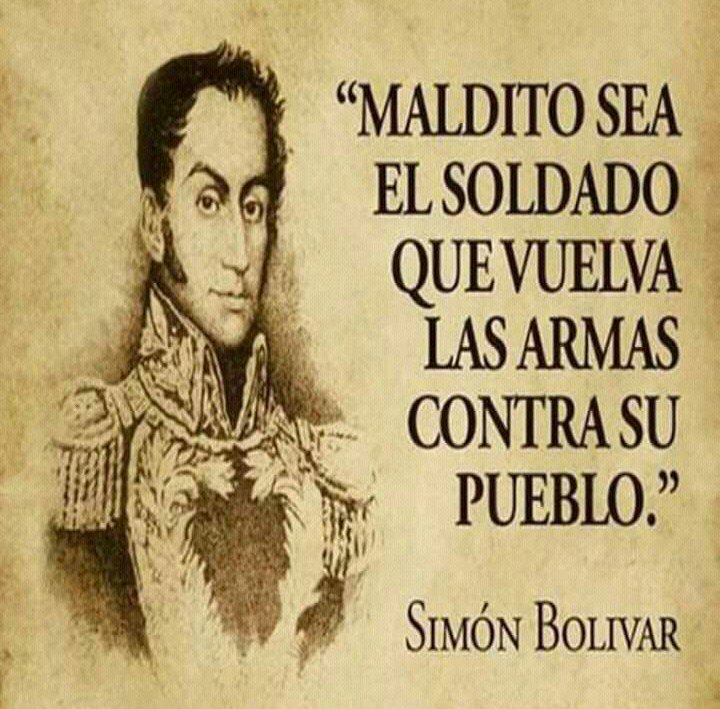 “MALDITO SEA
EL SOLDADO
QUE VUELVA
LAS ARMAS
CONTRA SU
PUEBLO.”
SIMÓN BOLIVAR